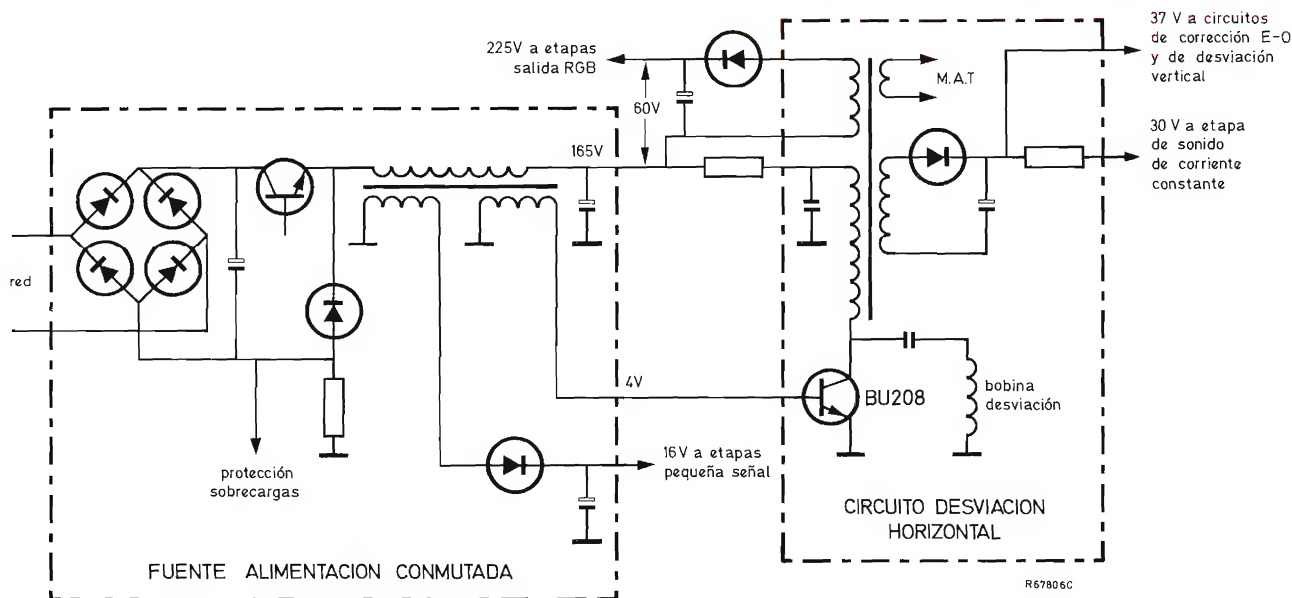 225V a etapas
salida RGB
60V
M.A.T
37 V a circuitos
de corrección E-O
y de desviación
vertical
30 V a etapa
de sonido
de corriente
constante
165V
red
4V
BU208
bobina
desviación
protección
sobrecargas
16V a etapas
pequeña señal
CIRCUITO DESVIACION
HORIZONTAL
FUENTE ALIMENTACION CONMUTADA
R67806C